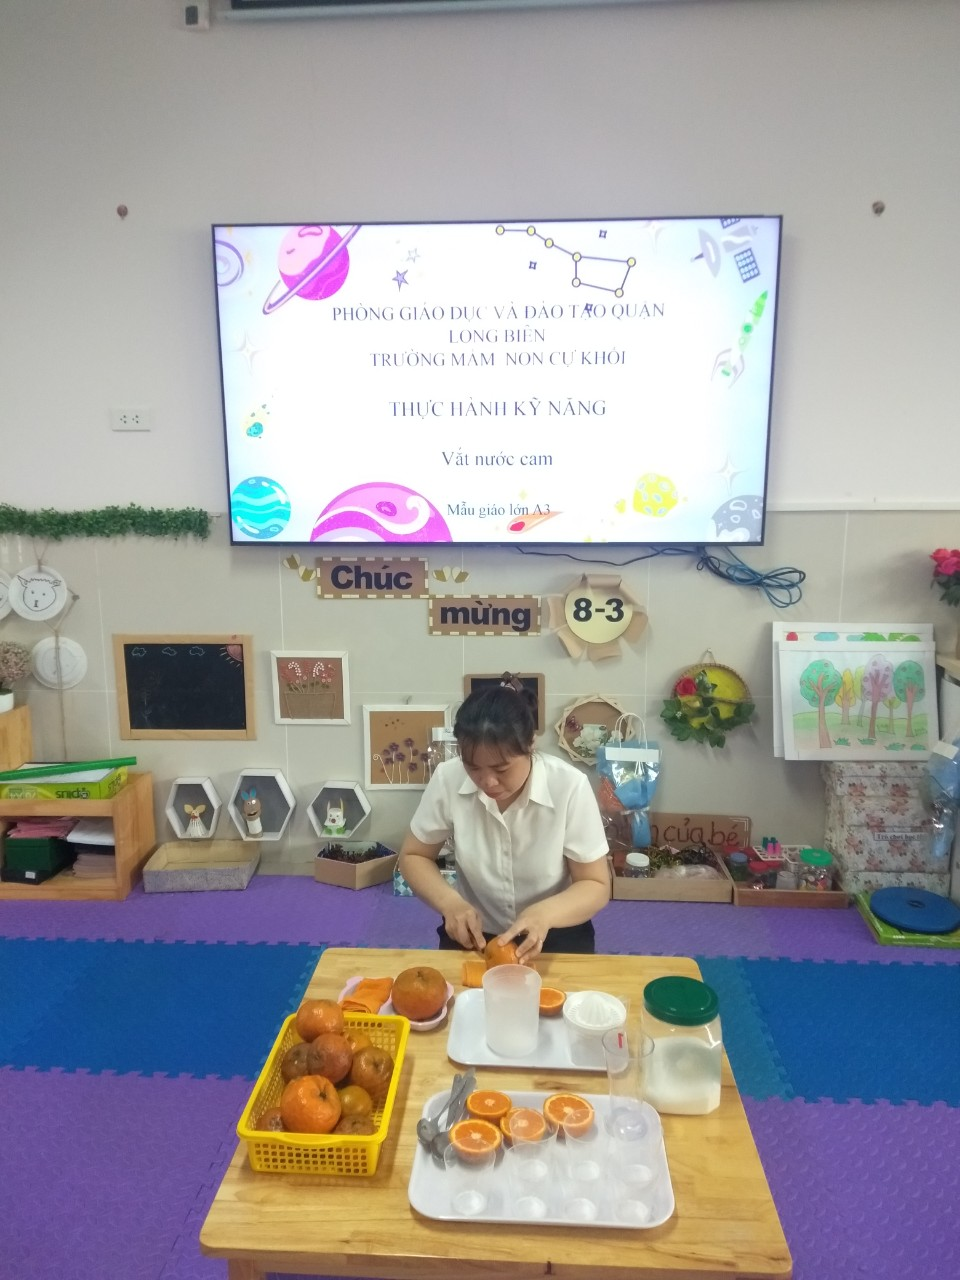 PHÒNG GIÁO DỤC VÀ ĐÀO TẠO QUẬN
LONG BIÊN
TRƯỜNG MẦM NON CỰ KHỐI
THỰC HÀNH KỸ NĂNG
Vắt nước cam
Mẫu giáo lớn A3
Chúc
mừng
8-3
của bé